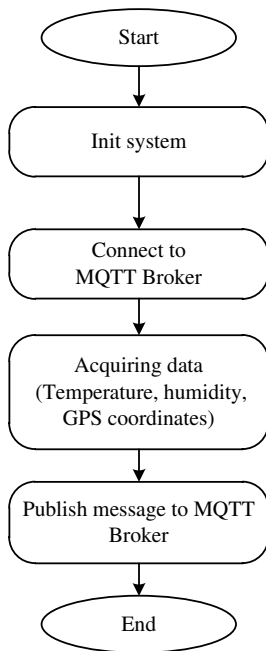 Start
Init system
Connect to
MQTT Broker
Acquiring data
(Temperature, humidity,
GPS coordinates)
Publish message to MQTT
Broker
End